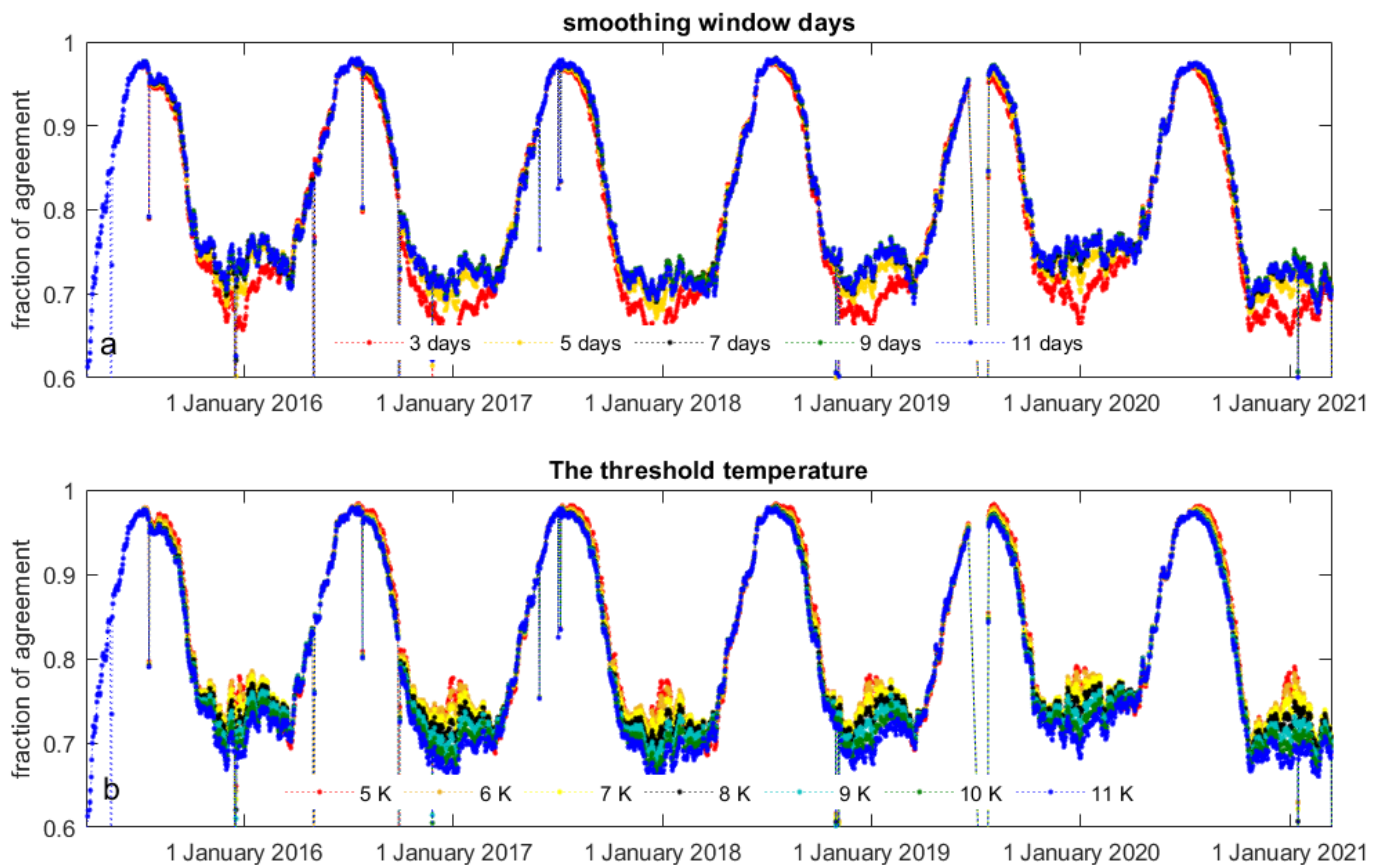 smoothing window days
fraction of agreement
1
0.9
0.8
0.7
0.6
a
3 days 5 days 7 days 9 days 11 days
1 January 2016 1 January 2017 1 January 2018 1 January 2019 1 January 2020 1 January 2021
The threshold temperature
fraction of agreement
1
0.9
0.8
0.7
0.6
b
5 K 6 K 7 K 8 K 9 K 10 K 11 K
1 January 2016 1 January 2017 1 January 2018 1 January 2019 1 January 2020 1 January 2021